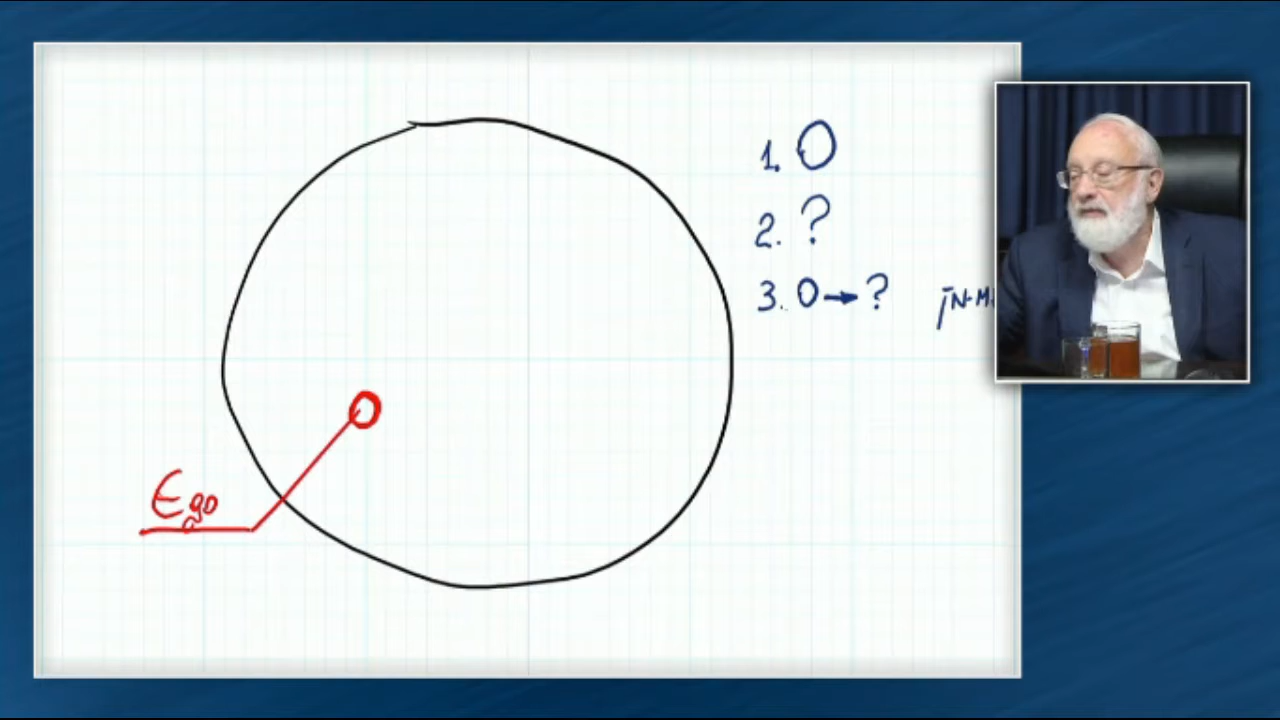 1. O
2. ?
3. O → ?
Ego